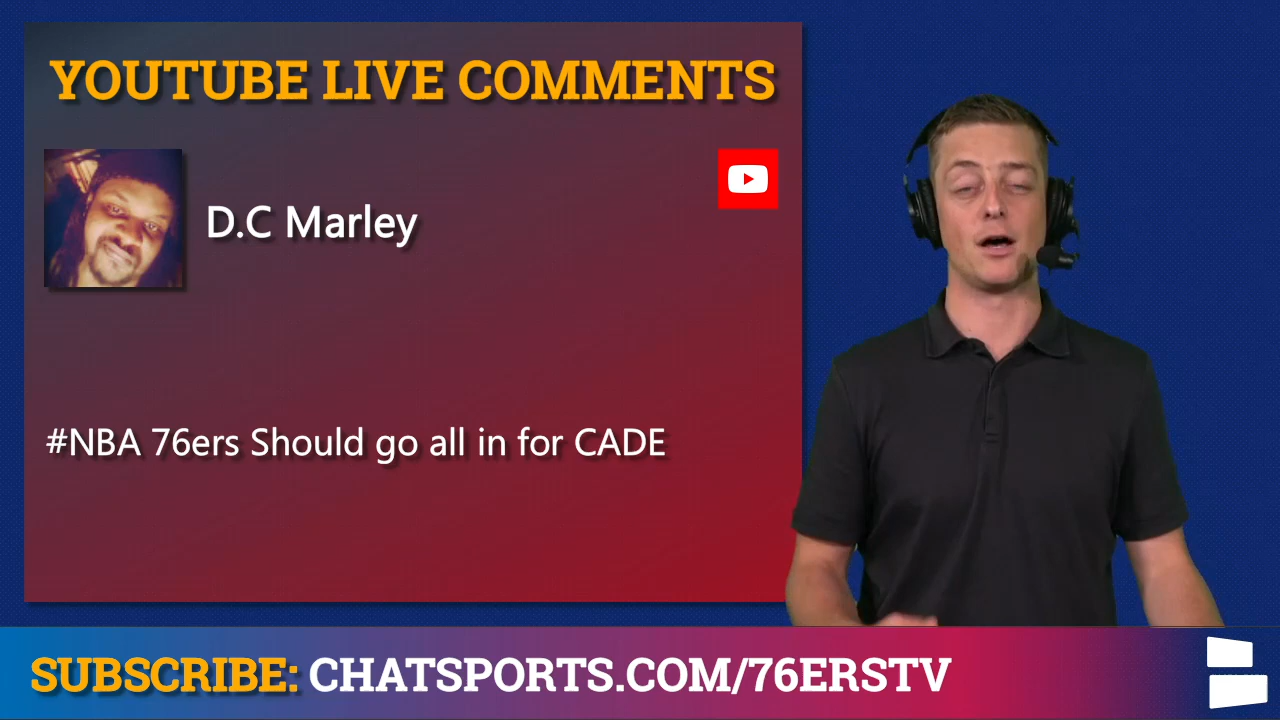 YOUTUBE LIVE COMMENTS
D.C Marley
#NBA 76ers Should go all in for CADE
SUBSCRIBE: CHATSPORTS.COM/76ERSTV